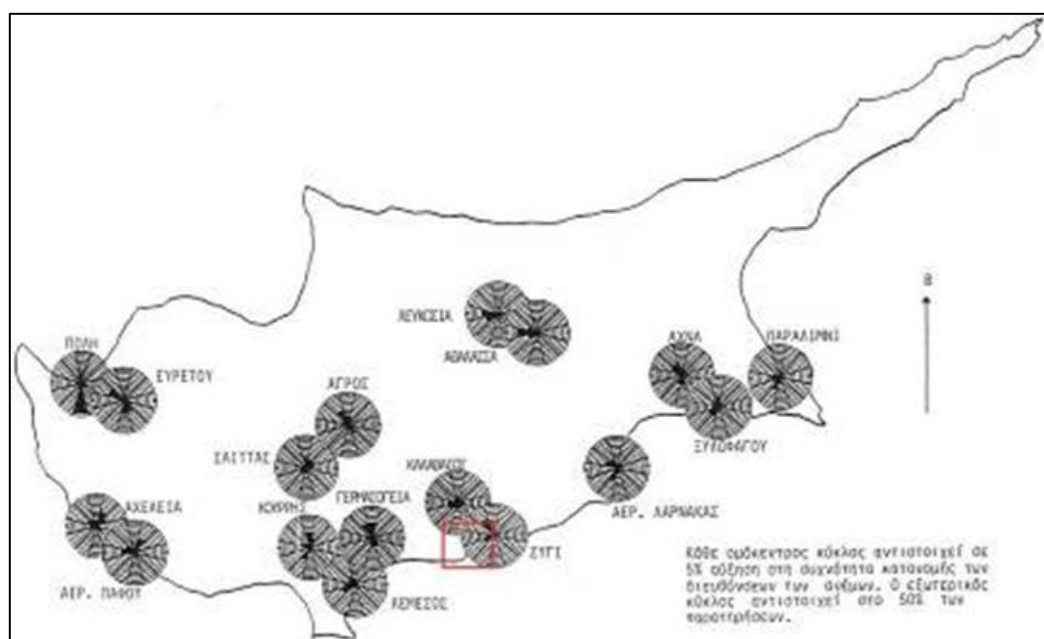 ΛΕΥΚΩΣΙΑ
Β
ΠΟΛΗ
ΑΧΝΑ
ΠΑΡΑΛΙΜΝΙ
ΑΘΑΛΑΣΣΑ
ΕΥΡΕΤΟΥ
ΑΓΡΟΣ
ΞΥΛΟΦΑΓΟΥ
ΣΑΙΤΤΑΣ
ΚΑΛΑΒΑΣΟΣ
ΓΕΡΜΑΣΟΓΕΙΑ
ΑΧΕΛΕΙΑ
ΚΟΥΡΡΗΣ
ΑΕΡ. ΛΑΡΝΑΚΑΣ
ΖΥΓΙ
ΑΕΡ. ΠΑΦΟΥ
ΛΕΜΕΣΟΣ
Κάθε ομόκεντρος κύκλος αντιστοιχεί σε
5% αύξηση στη συχνότητα κατανομής των
διευθύνσεων των ανέμων. Ο εξωτερικός
κύκλος αντιστοιχεί στο 50% των
παρατηρήσεων.